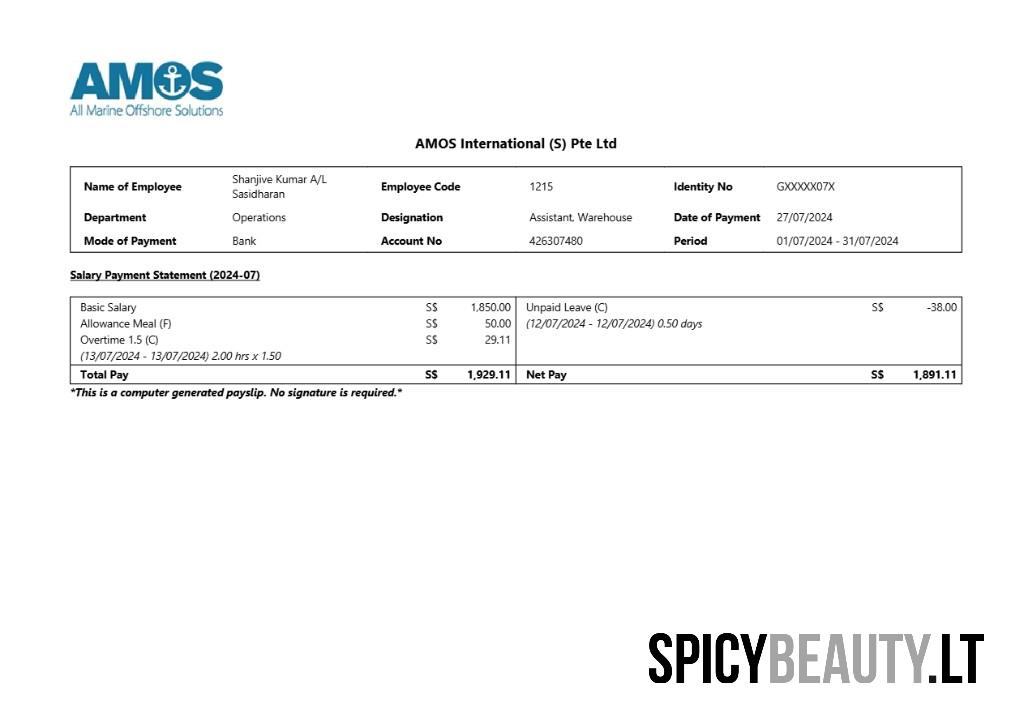 AMOS
All Marine Offshore Solutions
AMOS International (S) Pte Ltd
Name of Employee Shanjive Kumar A/L Sasidharan Employee Code 1215 Identity No GXXXXX07X
Department Operations Designation Assistant, Warehouse Date of Payment 27/07/2024
Mode of Payment Bank Account No 426307480 Period 01/07/2024 - 31/07/2024
Salary Payment Statement (2024-07)
Basic Salary S$ 1,850.00 Unpaid Leave (C) S$ -38.00
Allowance Meal (F) S$ 50.00 (12/07/2024 - 12/07/2024) 0.50 days
Overtime 1.5 (C) S$ 29.11
(13/07/2024 - 13/07/2024) 2.00 hrs x 1.50
Total Pay S$ 1,929.11 Net Pay S$ 1,891.11
*This is a computer generated payslip. No signature is required.*
SPICYBEAUTY.LT